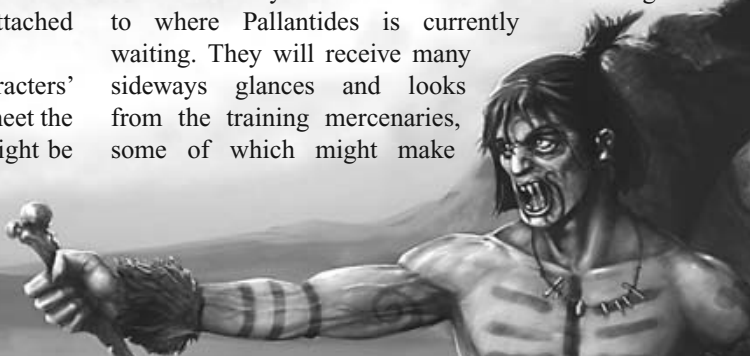 ttached
racters'
neet the
ight be
to where Pallantides is currently
waiting. They will receive many
sideways glances and looks
from the training mercenaries,
some of which might make